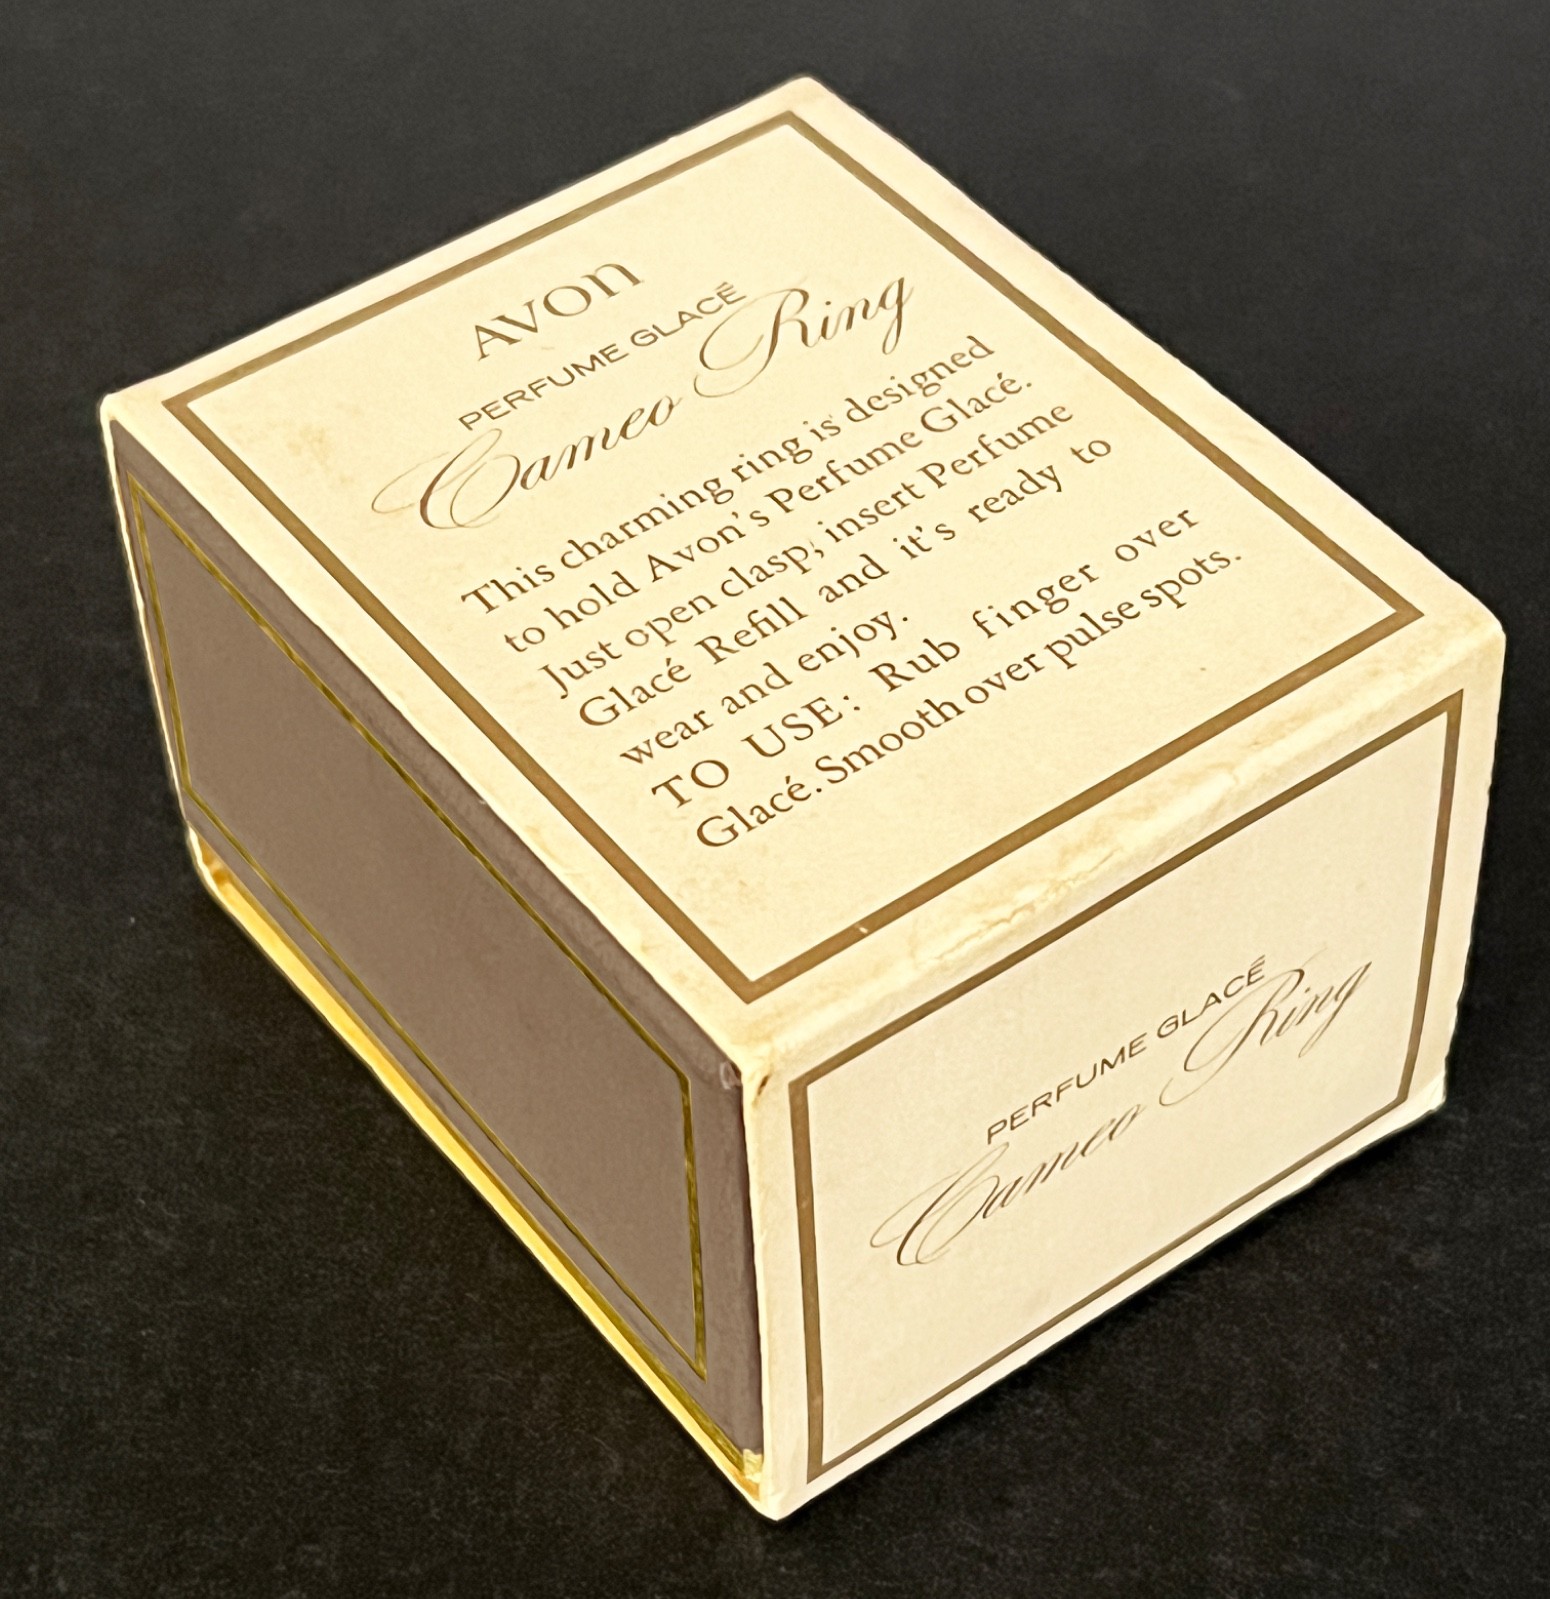 AVON
PERFUME GLACÉ
Cameo Ring
This charming ring is designed
to hold Avon's Perfume Glacé.
Just open clasp, insert Perfume
Glacé Refill and it's ready to
wear and enjoy.
TO USE: Rub finger over
Glacé. Smooth over pulse spots.
PERFUME GLACÉ
Cameo Ring